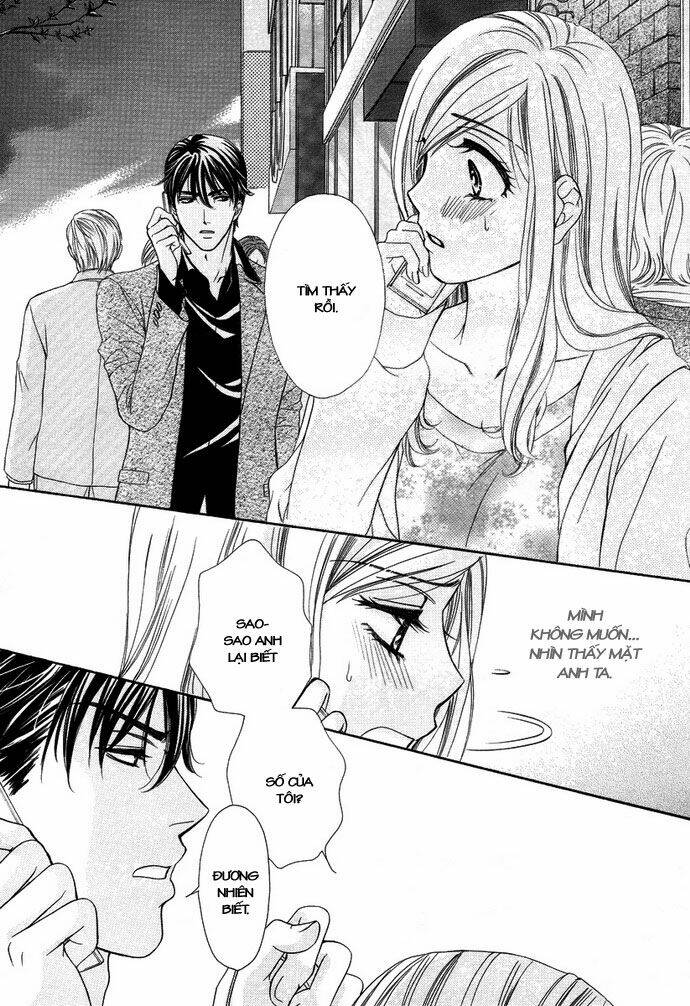 TÌM THẤY
RỒI.
MÌNH
KHÔNG MUỐN...
NHÌN THẤY MẶT
ANH TA.
SAO-
SAO ANH
LẠI BIẾT
SỐ CỦA
TÔI?
ĐƯƠNG
NHIÊN
BIẾT.